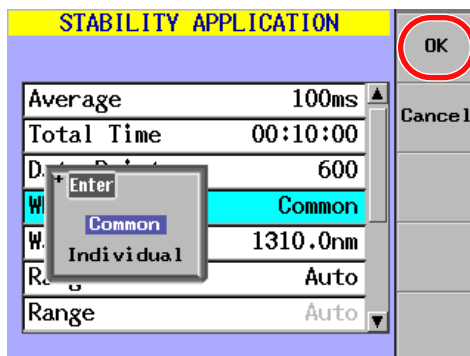 STABILITY APPLICATION
OK
Cancel
Average 100ms
Total Time 00:10:00
600
Enter
Common
Common
Individual
1310.0nm
Auto
Range Auto